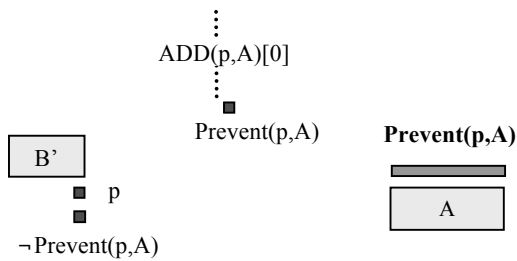 ADD(p,A)[0]
Prevent(p,A)
Prevent(p,A)
B’
p
A
¬Prevent(p,A)